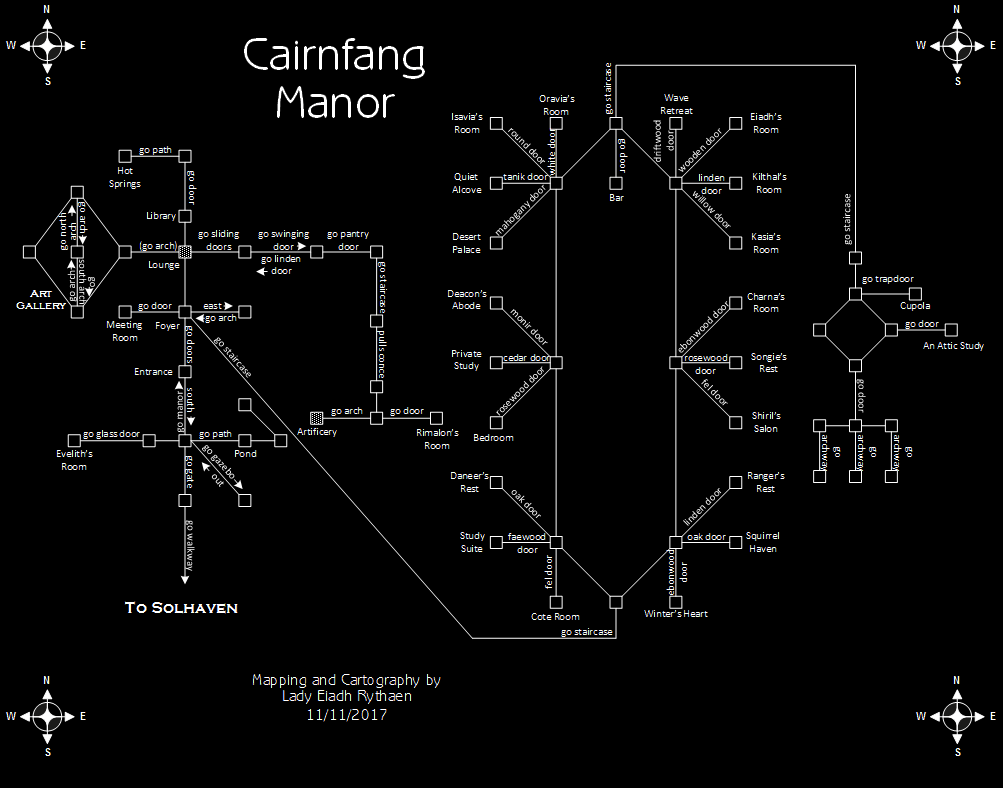 N
W E
S
N
W E
S
Cairnfang
Manor
go staircase
Oravia's
Room
Wave
Retreat
Isavia's
Room
Eiadh's
Room
round door
white door
go door
driftwood
door
wooden door
go path
Hot
Springs
go door
Quiet
Alcove
tanik door
Bar
linden
door
Kilthal's
Room
mahogany door
willow door
Library
go staircase
go north
arch
go arch
(go arch)
Lounge
go sliding
doors
go swinging
door
go pantry
door
go linden
door
Desert
Palace
Kasia's
Room
go arch
go
south arch
Art
Gallery
go staircase
go trapdoor
Cupola
Deacon's
Abode
Charna's
Room
go door
Meeting
Room
Foyer
east
go arch
monir door
ebonwood door
go door
An Attic Study
go doors
go staircase
pulls conce
Private
Study
cedar door
rosewood
door
Songie's
Rest
Entrance
rosewood door
fel door
go door
south
go manor
go arch
Artificery
go door
Rimalon's
Room
Bedroom
Shiril's
Salon
go glass door
Evelith's
Room
go path
Pond
go
archway
go
archway
go
archway
go gazebo
out
go gate
Daneer's
Rest
Ranger's
Rest
oak door
linden door
go walkway
Study
Suite
faewood
door
oak door
Squirrel
Haven
fel door
ebonwood
door
To Solhaven
Cote Room
Winter's Heart
go staircase
Mapping and Cartography by
Lady Eiadh Rythaen
11/11/2017
N
W E
S
N
W E
S